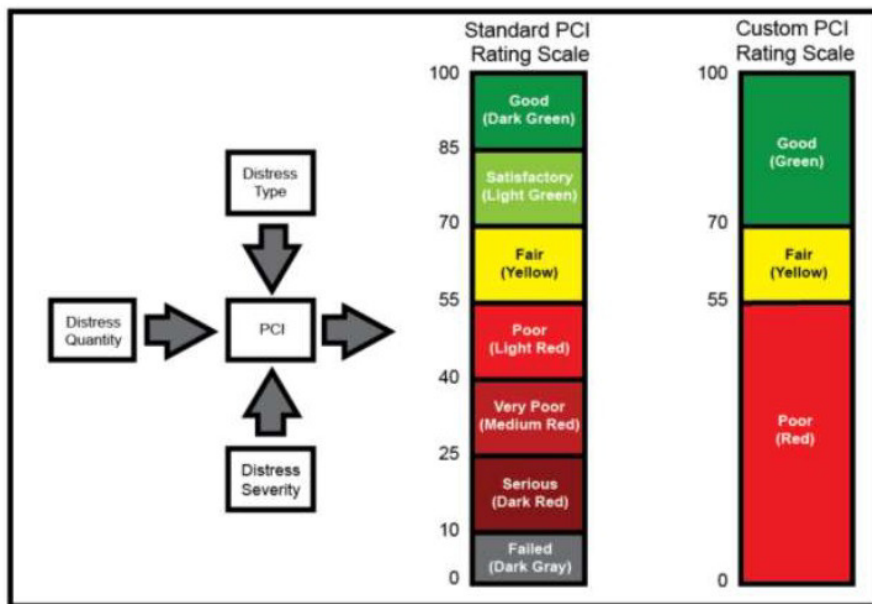 Distress
Type
Distress
Quantity
PCI
Distress
Severity
Standard PCI
Rating Scale
100
Good
(Dark Green)
85
Satisfactory
(Light Green)
70
Fair
(Yellow)
55
Poor
(Light Red)
40
Very Poor
(Medium Red)
25
Serious
(Dark Red)
10
Failed
(Dark Gray)
0
Custom PCI
Rating Scale
100
Good
(Green)
70
Fair
(Yellow)
55
Poor
(Red)
0